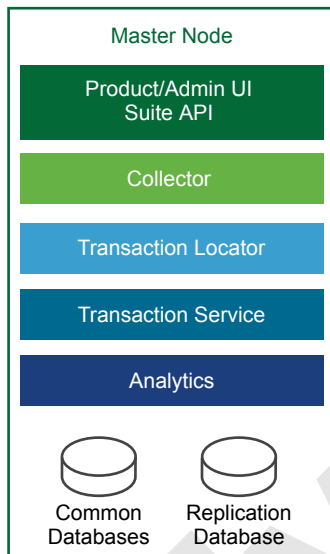 Master Node
Product/Admin UI
Suite API
Collector
Transaction Locator
Transaction Service
Analytics
Common Replication
Databases Database